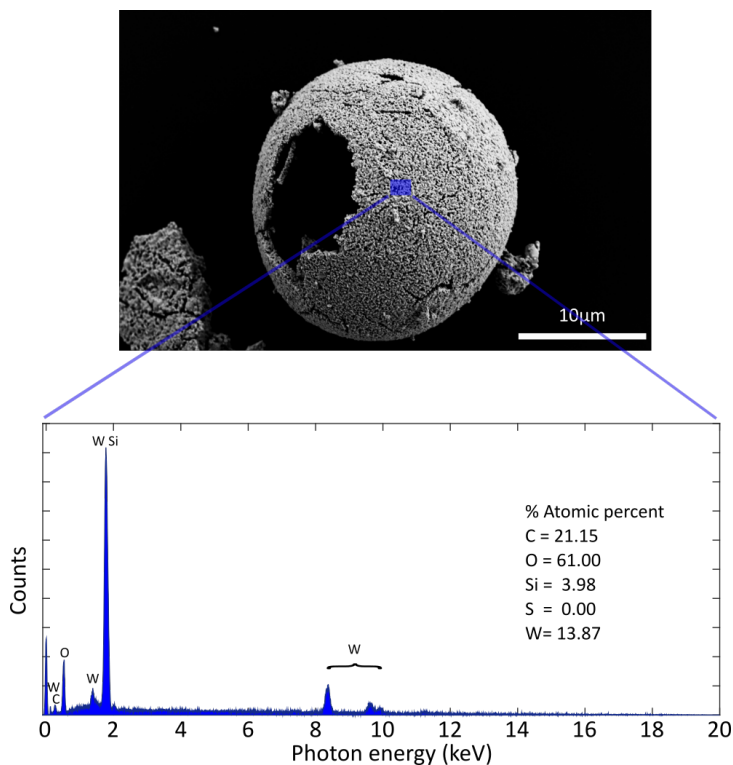 10μm
W Si
% Atomic percent
C = 21.15
O = 61.00
Si = 3.98
S = 0.00
W= 13.87
Counts
W
O
W
W
C
0 2 4 6 8 10 12 14 16 18 20
Photon energy (keV)